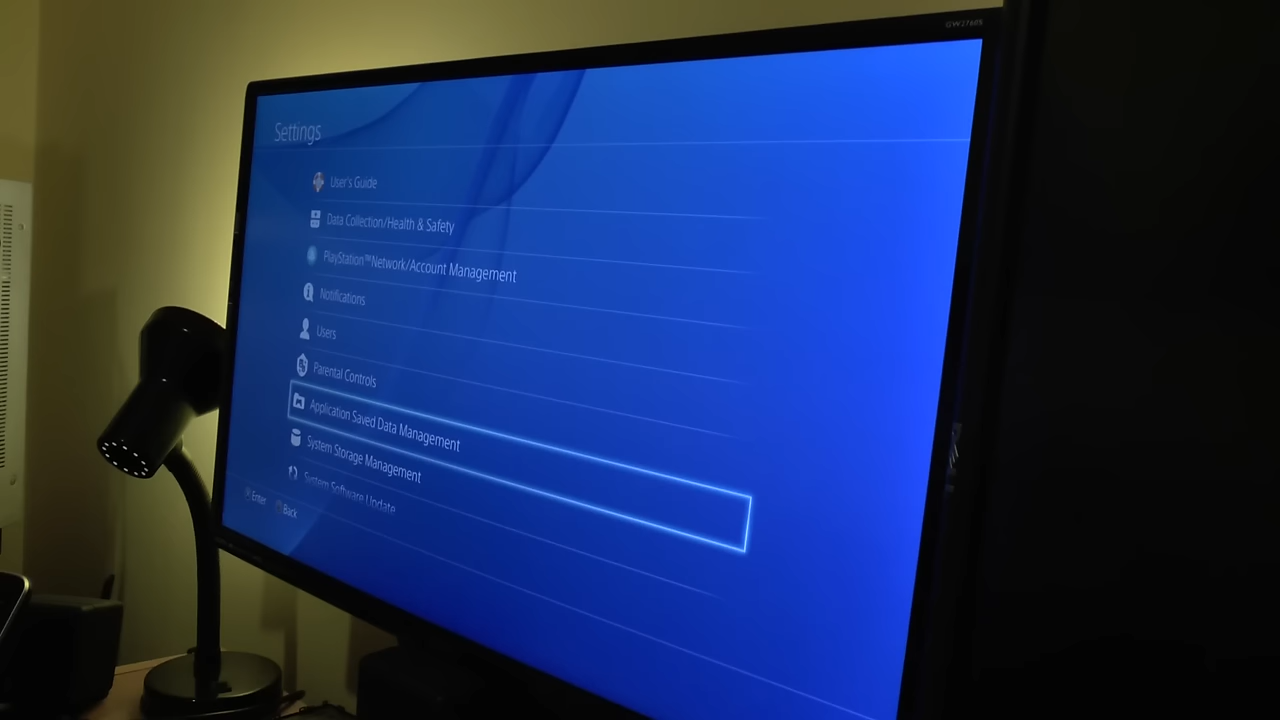 GW2760S
Settings
User's Guide
Data Collection/Health & Safety
PlayStation™Network/Account Management
Notifications
Users
Parental Controls
Application Saved Data Management
System Storage Management
System Software Update
Enter Back